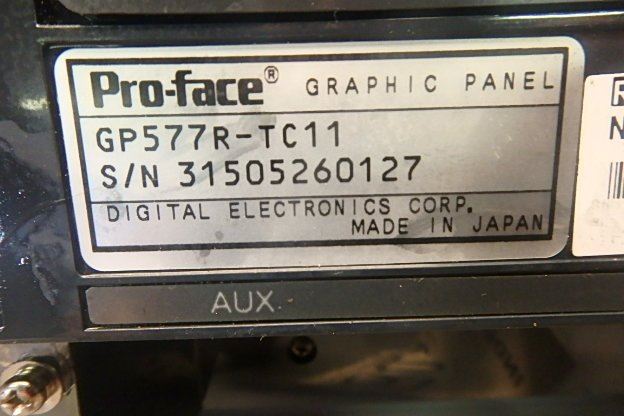 Pro-face® GRAPHIC PANEL
GP577R-TC11
S/N 31505260127
DIGITAL ELECTRONICS CORP.
MADE IN JAPAN
AUX